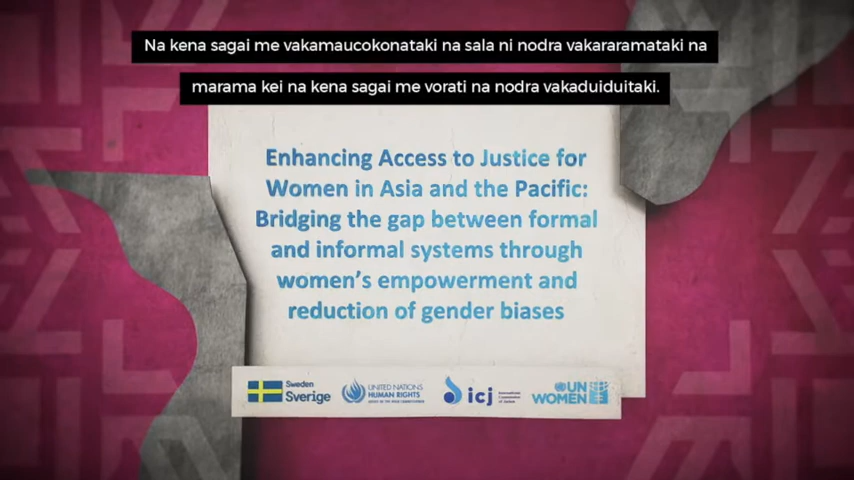 Na kena sagai me vakamaucokonataki na sala ni nodra vakararamataki na
marama kei na kena sagai me vorati na nodra vakaduiduitaki.
Enhancing Access to Justice for
Women in Asia and the Pacific:
Bridging the gap between formal
and informal systems through
women's empowerment and
reduction of gender biases
Sweden
Sverige
UNITED NATIONS
HUMAN RIGHTS
icj
UN
WOMEN